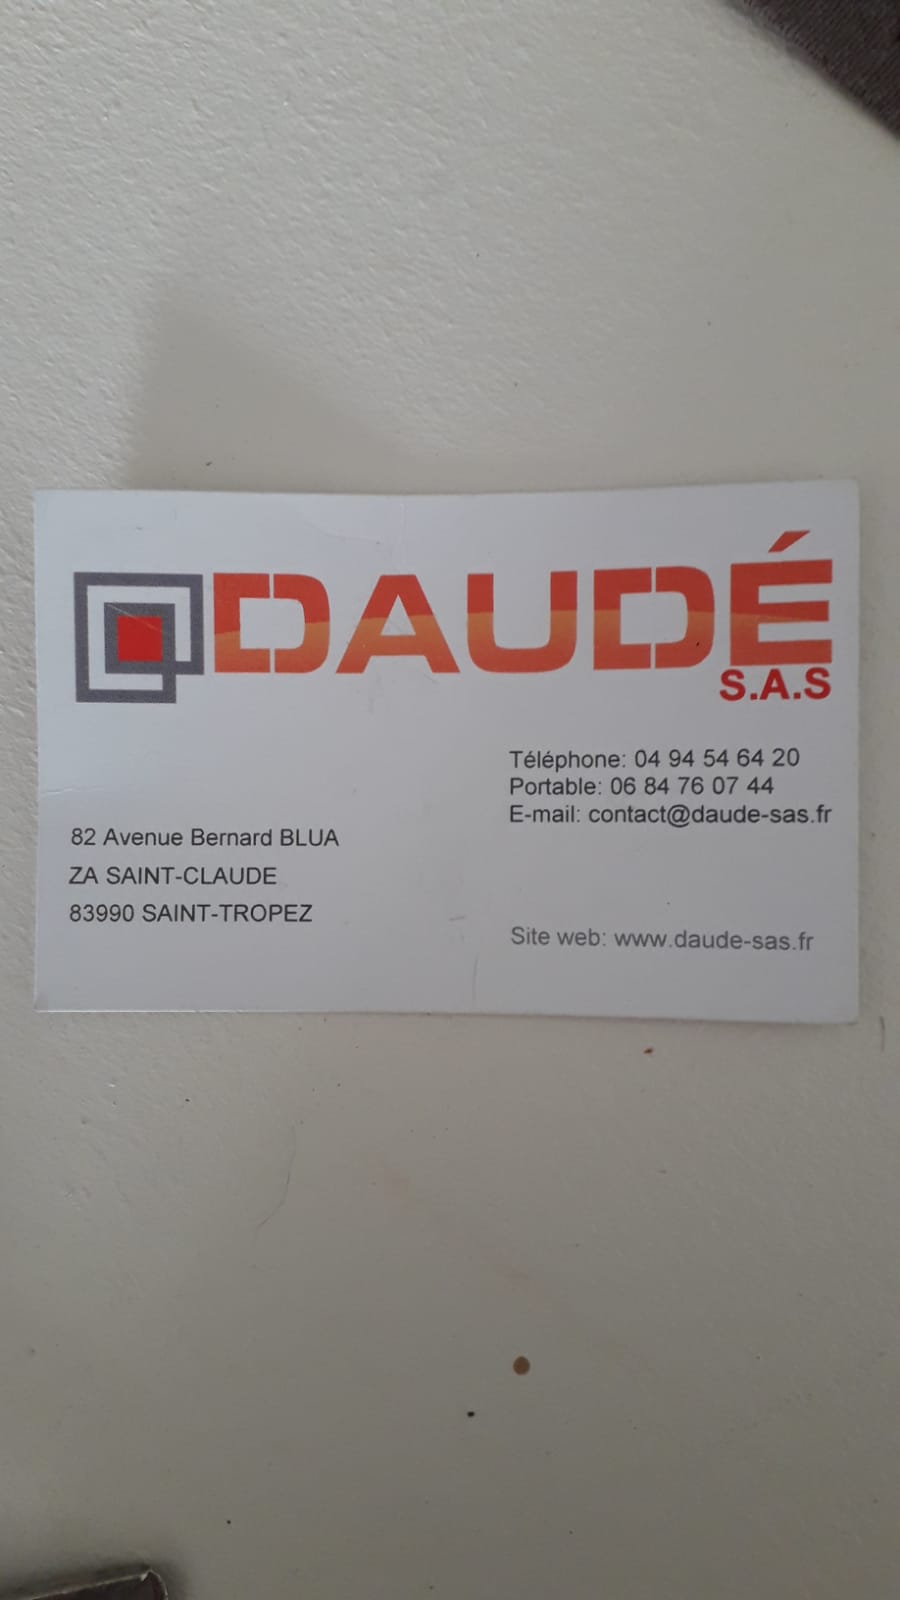 DAUDÉ
S.A.S
Téléphone: 04 94 54 64 20
Portable: 06 84 76 07 44
E-mail: contact@daude-sas.fr
82 Avenue Bernard BLUA
ZA SAINT-CLAUDE
83990 SAINT-TROPEZ
Site web: www.daude-sas.fr